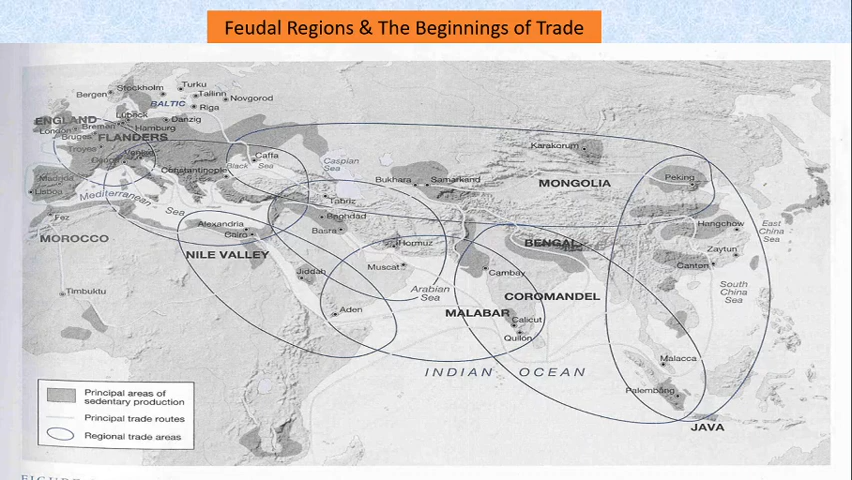 Feudal Regions & The Beginnings of Trade
Bergen
Stockholm
Turku
Tallinn
BALTIC
Riga
Novgorod
ENGLAND
London
Bremen
Lübeck
Hamburg
Danzig
Bruges
FLANDERS
Troyes
Caffa
Constantinople
Black Sea
Caspian
Sea
Karakorum
Madrid
Lisboa
Mediterranean
Sea
Fez
MOROCCO
Bukhara
Samarkand
MONGOLIA
Peking
Tabriz
Baghdad
Basra
Alexandria
Cairo
NILE VALLEY
Hormuz
Muscat
Jiddah
Aden
Timbuktu
Arabian
Sea
BENGAL
Cambay
COROMANDEL
MALABAR
Calicut
Quilon
Hangchow
East
China
Sea
Zaytun
Canton
South
China
Sea
Malacca
Palembang
JAVA
INDIAN OCEAN
Principal areas of
sedentary production
Principal trade routes
Regional trade areas